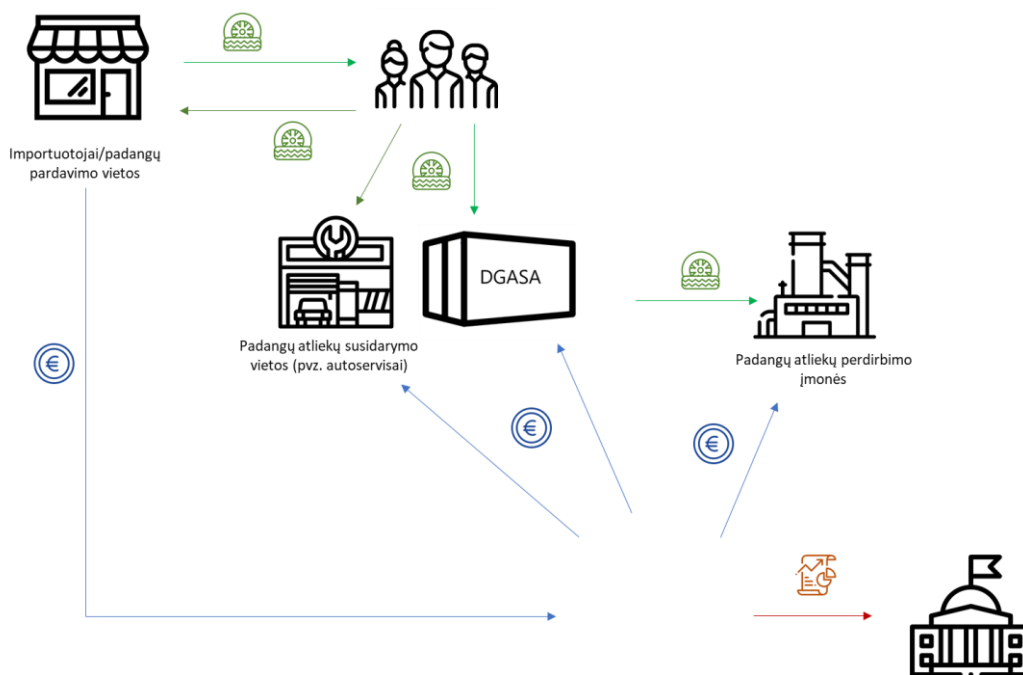 Importuotojai/padangų
pardavimo vietos
DGASA
Padangų atliekų susidarymo
vietos (pvz. autoservisai)
Padangų atliekų perdirbimo
įmonės